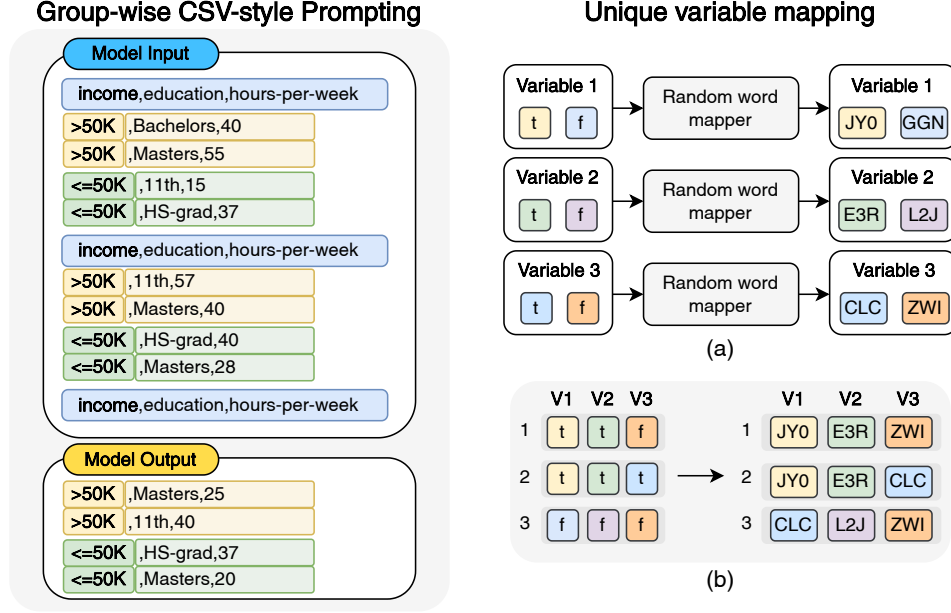 Group-wise CSV-style Prompting
Model Input
income,education,hours-per-week
>50K ,Bachelors,40
>50K ,Masters,55
<=50K ,11th,15
<=50K ,HS-grad,37
income,education,hours-per-week
>50K ,11th,57
>50K ,Masters,40
<=50K ,HS-grad,40
<=50K ,Masters,28
income,education,hours-per-week
Model Output
>50K ,Masters,25
>50K ,11th,40
<=50K ,HS-grad,37
<=50K ,Masters,20
Unique variable mapping
Variable 1
t f
Random word
mapper
Variable 1
JY0 GGN
Variable 2
t f
Random word
mapper
Variable 2
E3R L2J
Variable 3
t f
Random word
mapper
Variable 3
CLC ZWI
(a)
V1 V2 V3
1 t t f
2 t t t
3 f f f
V1 V2 V3
1 JY0 E3R ZWI
2 JY0 E3R CLC
3 CLC L2J ZWI
(b)